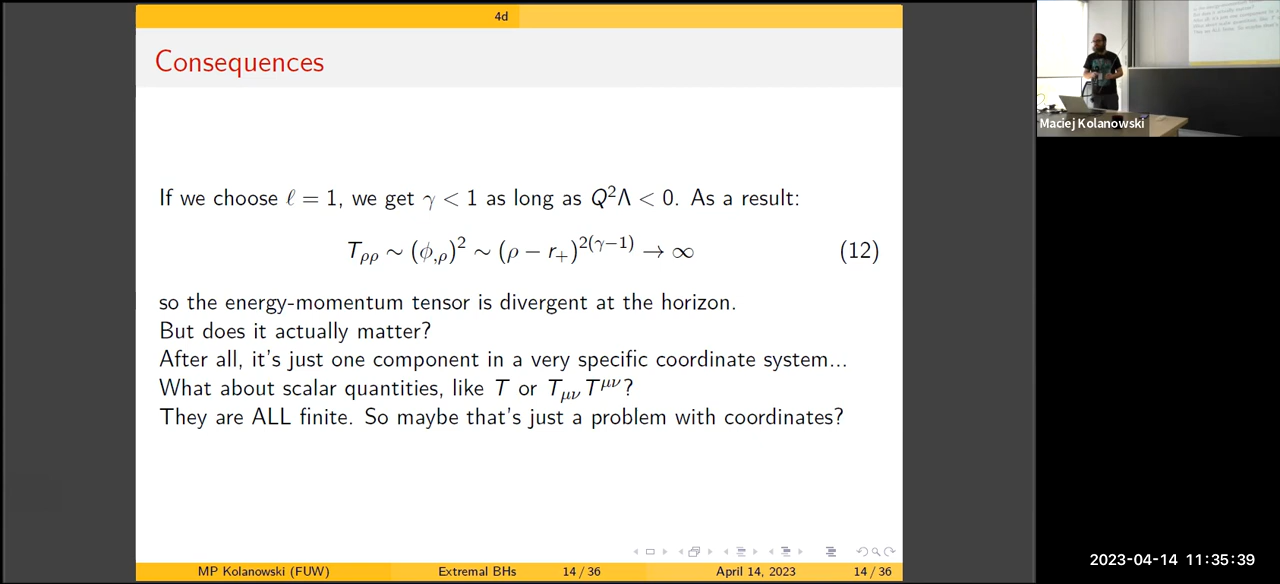 4d
Consequences
If we choose ℓ = 1, we get γ < 1 as long as Q²Λ < 0. As a result:
T_ρρ ∼ (ϕ,ρ)² ∼ (ρ − r₊)^{2(γ−1)} → ∞ (12)
so the energy-momentum tensor is divergent at the horizon.
But does it actually matter?
After all, it's just one component in a very specific coordinate system...
What about scalar quantities, like T or T_μν T^μν?
They are ALL finite. So maybe that's just a problem with coordinates?
MP Kolanowski (FUW) Extremal BHs 14 / 36 April 14, 2023 14 / 36
Maciej Kolanowski
2023-04-14 11:35:39